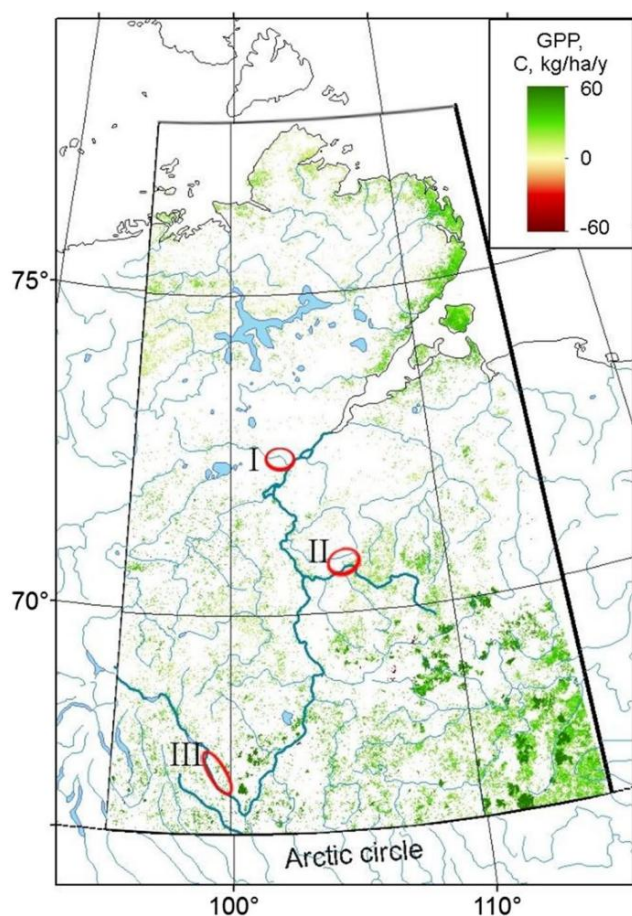 GPP,
C, kg/ha/y
60
0
-60
75°
I
II
70°
III
Arctic circle
100°
110°